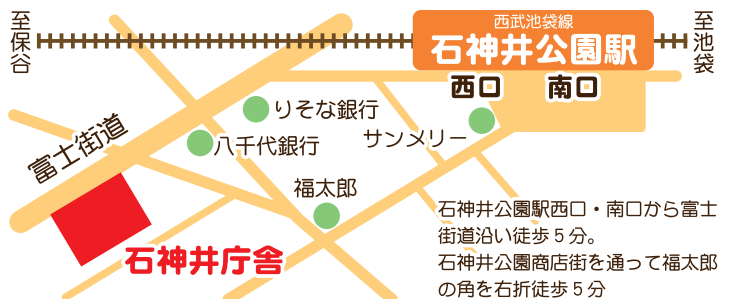 至保谷
西武池袋線
石神井公園駅
至池袋
西口
南口
りそな銀行
八千代銀行
サンメリー
富士街道
福太郎
石神井庁舎
石神井公園駅西口・南口から富士
街道沿い徒歩5分。
石神井公園商店街を通って福太郎
の角を右折徒歩5分